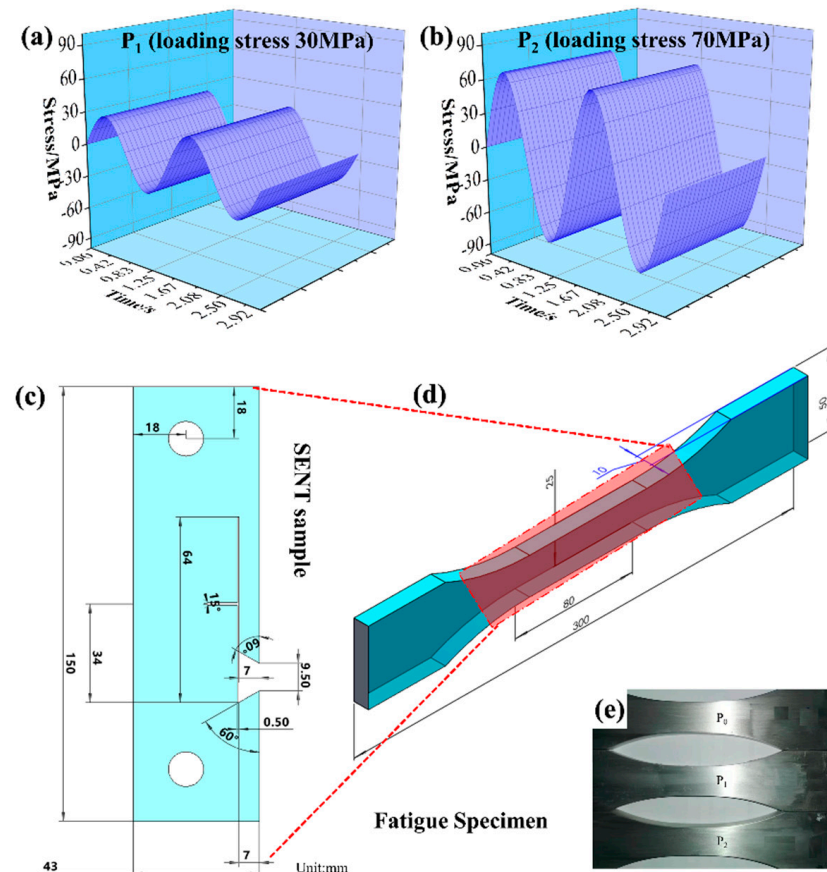 (a)
P₁ (loading stress 30MPa)
90
60
30
0
-30
-60
-90
Stress/MPa
0.00
0.42
0.83
1.25
1.67
2.08
2.50
2.92
Time/s
(b)
P₂ (loading stress 70MPa)
90
60
30
0
-30
-60
-90
Stress/MPa
0.00
0.42
0.83
1.25
1.67
2.08
2.50
2.92
Time/s
(c)
18
18
64
15°
60°
150
34
7
9.50
0.50
60°
7
43
Unit:mm
SENT sample
(d)
10
25
50
80
300
Fatigue Specimen
(e)
P₀
P₁
P₂